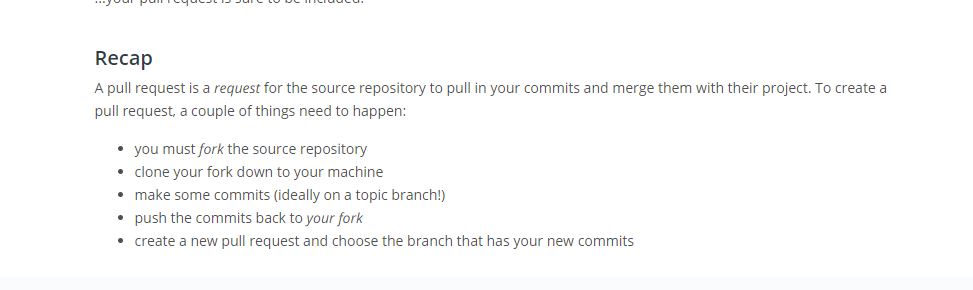 ...your pull request is sure to be included.
Recap
A pull request is a request for the source repository to pull in your commits and merge them with their project. To create a
pull request, a couple of things need to happen:
• you must fork the source repository
• clone your fork down to your machine
• make some commits (ideally on a topic branch!)
• push the commits back to your fork
• create a new pull request and choose the branch that has your new commits